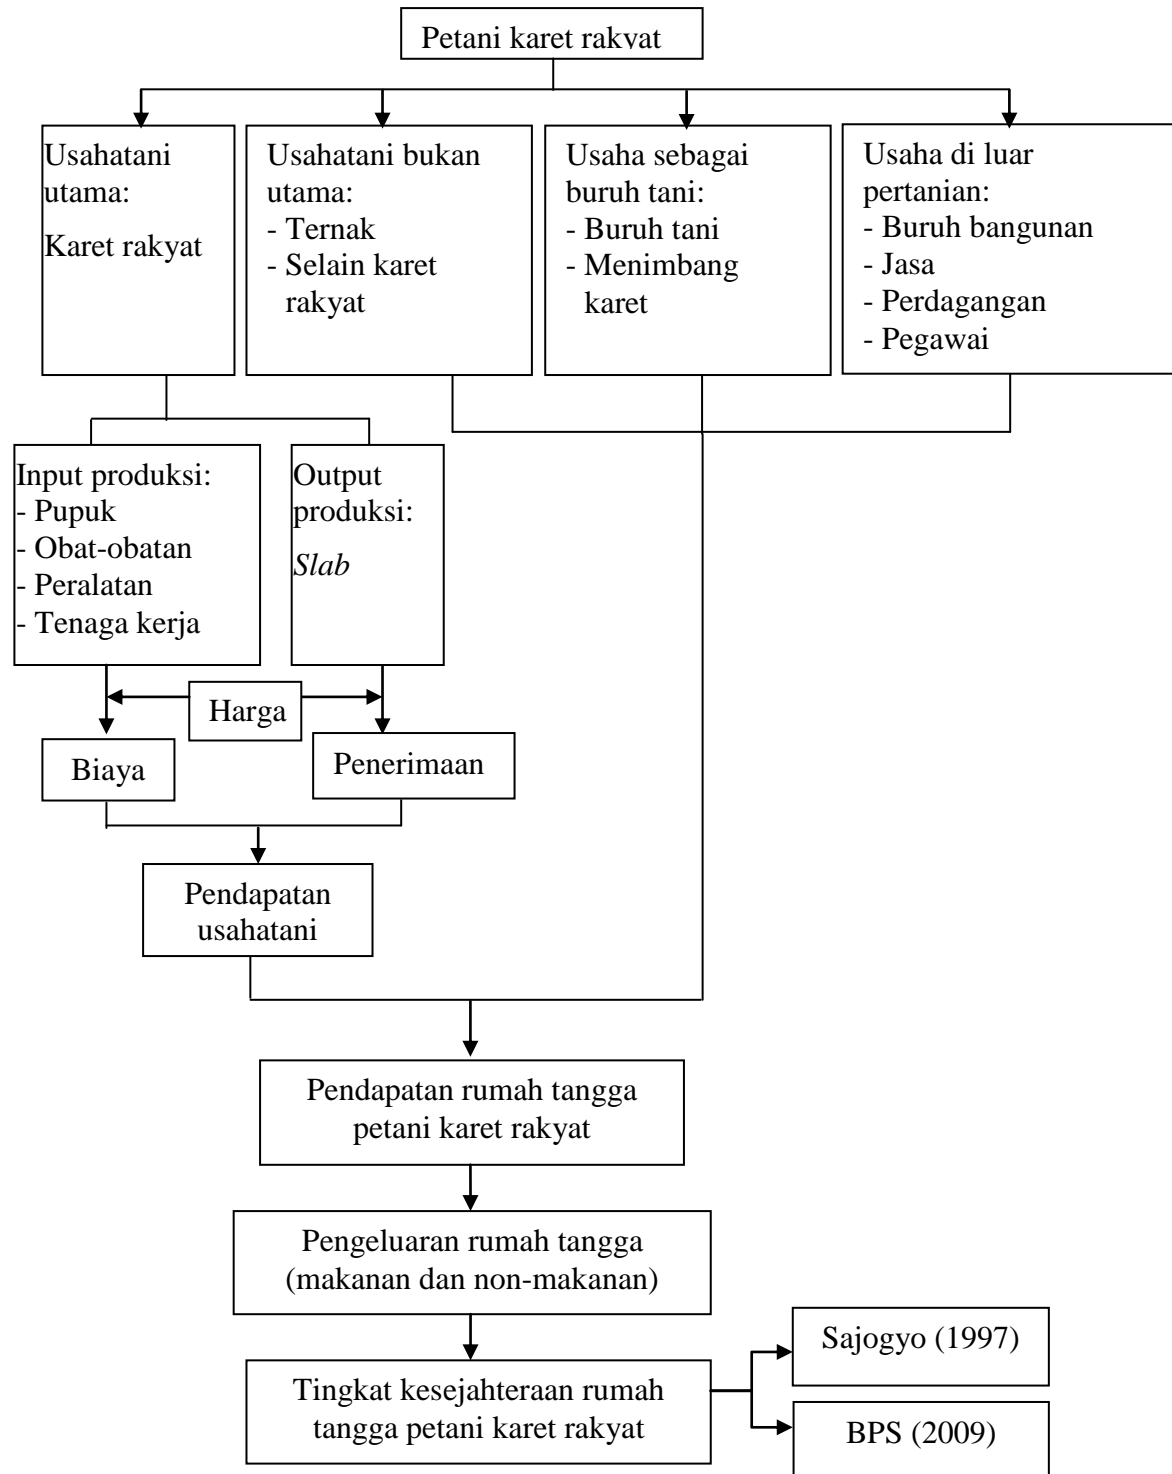 Petani karet rakyat
Usahatani
utama:
Karet rakyat
Usahatani bukan
utama:
- Ternak
- Selain karet
rakyat
Usaha sebagai
buruh tani:
- Buruh tani
- Menimbang
karet
Usaha di luar
pertanian:
- Buruh bangunan
- Jasa
- Perdagangan
- Pegawai
Input produksi:
- Pupuk
- Obat-obatan
- Peralatan
- Tenaga kerja
Output
produksi:
Slab
Harga
Biaya
Penerimaan
Pendapatan
usahatani
Pendapatan rumah tangga
petani karet rakyat
Pengeluaran rumah tangga
(makanan dan non-makanan)
Tingkat kesejahteraan rumah
tangga petani karet rakyat
Sajogyo (1997)
BPS (2009)